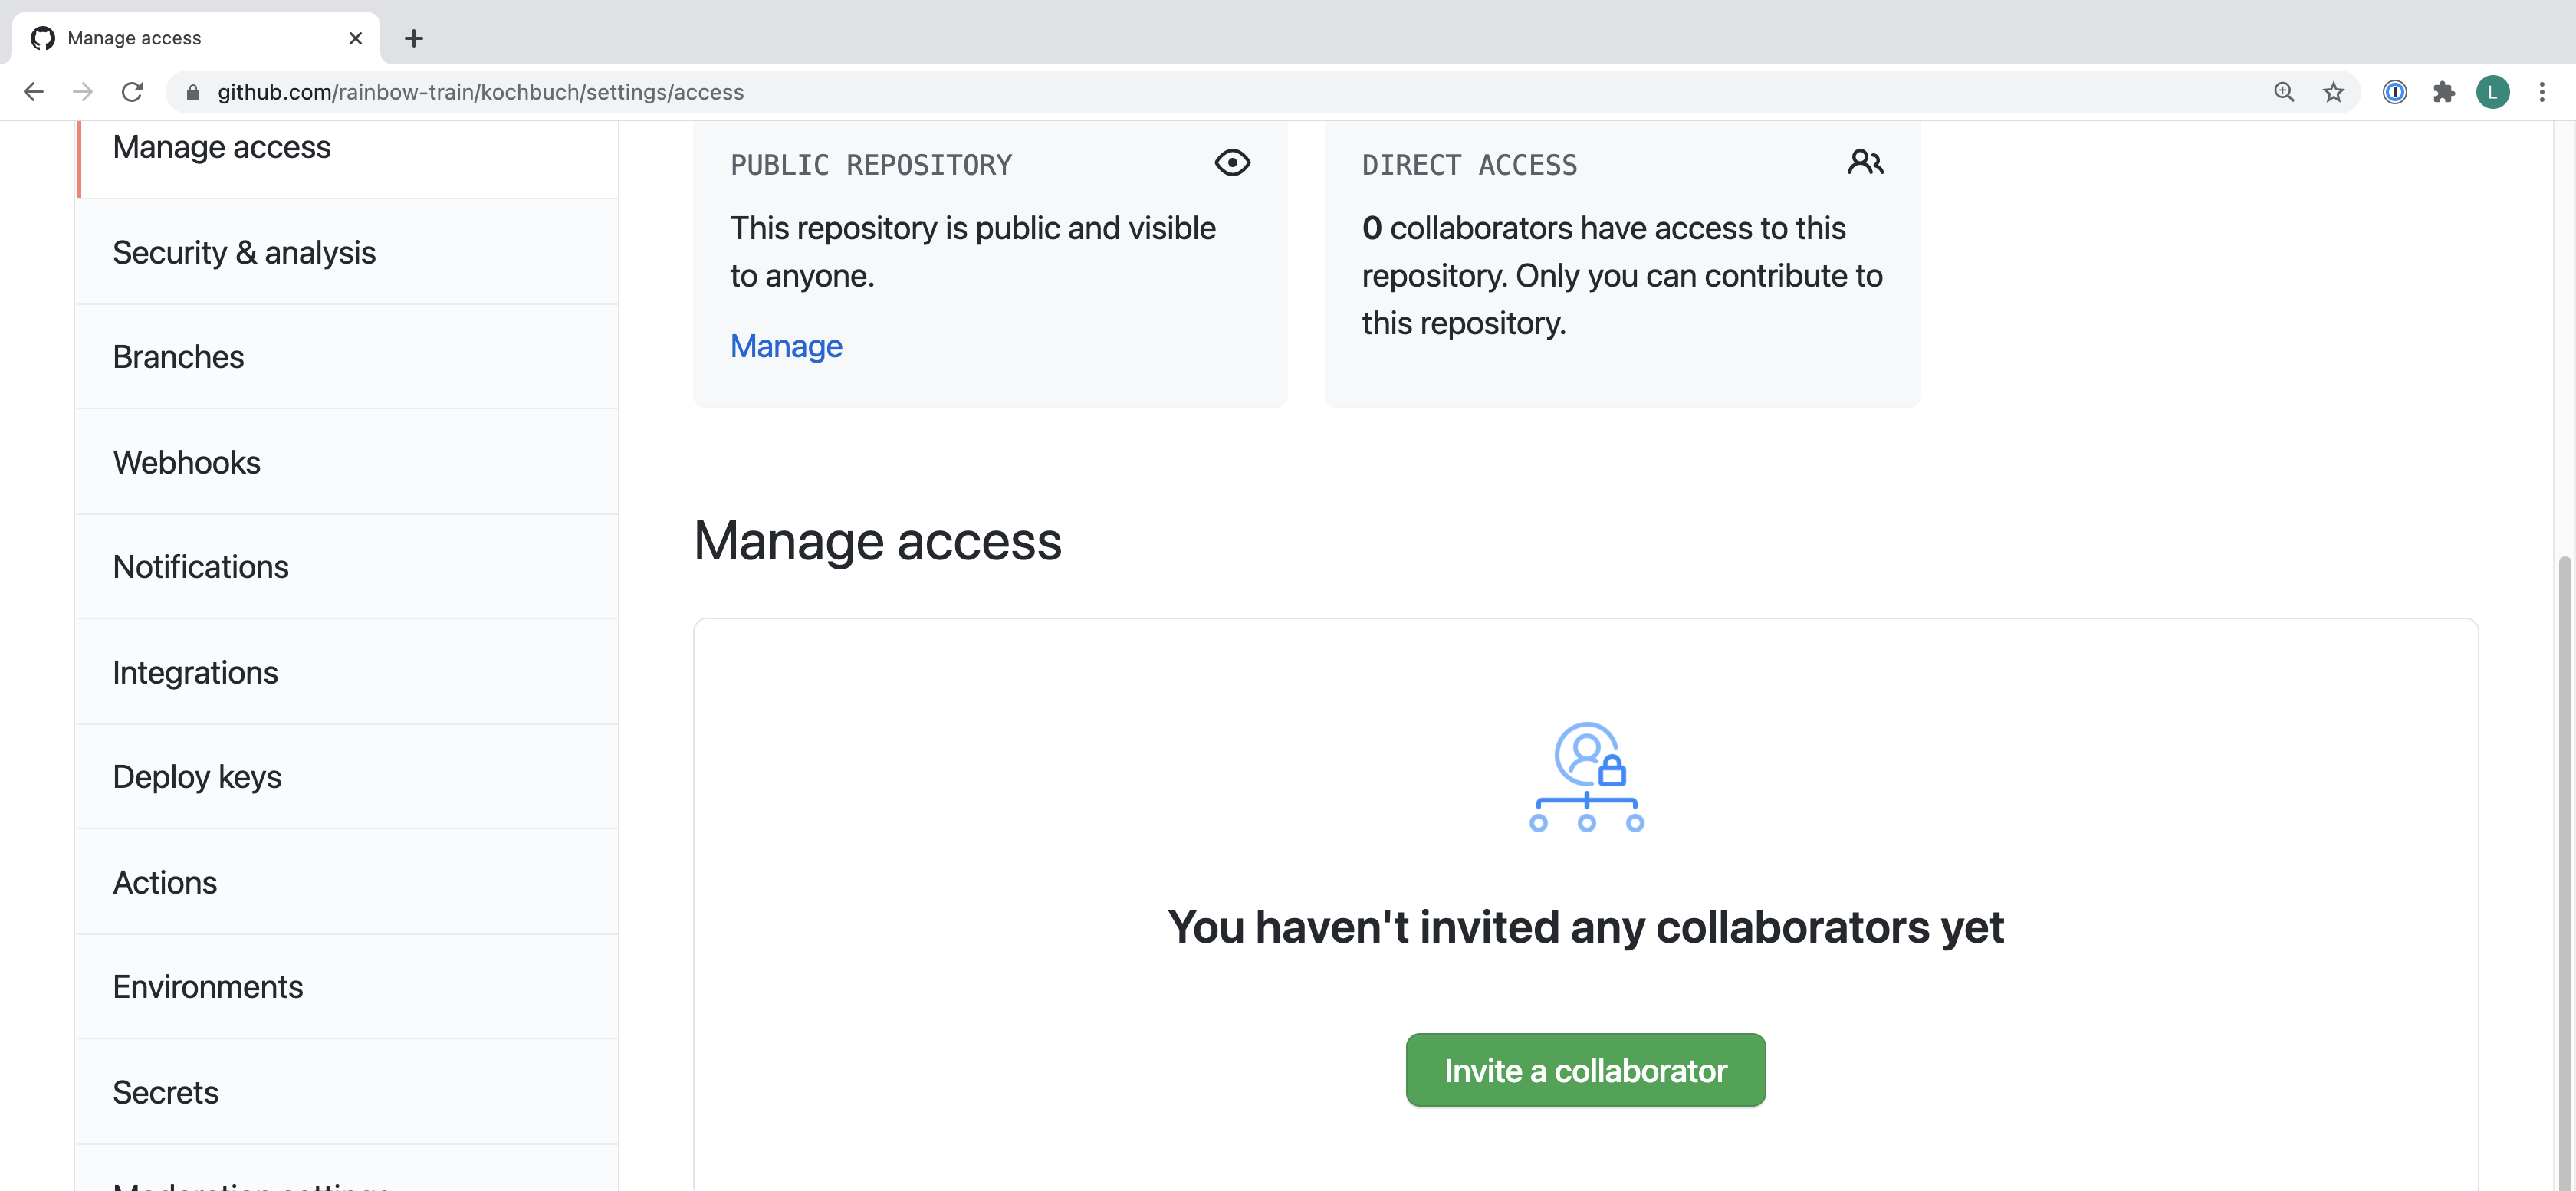 Manage access
github.com/rainbow-train/kochbuch/settings/access
L
Manage access
Security & analysis
Branches
Webhooks
Notifications
Integrations
Deploy keys
Actions
Environments
Secrets
Moderation settings
PUBLIC REPOSITORY
This repository is public and visible
to anyone.
Manage
DIRECT ACCESS
0 collaborators have access to this
repository. Only you can contribute to
this repository.
Manage access
You haven't invited any collaborators yet
Invite a collaborator